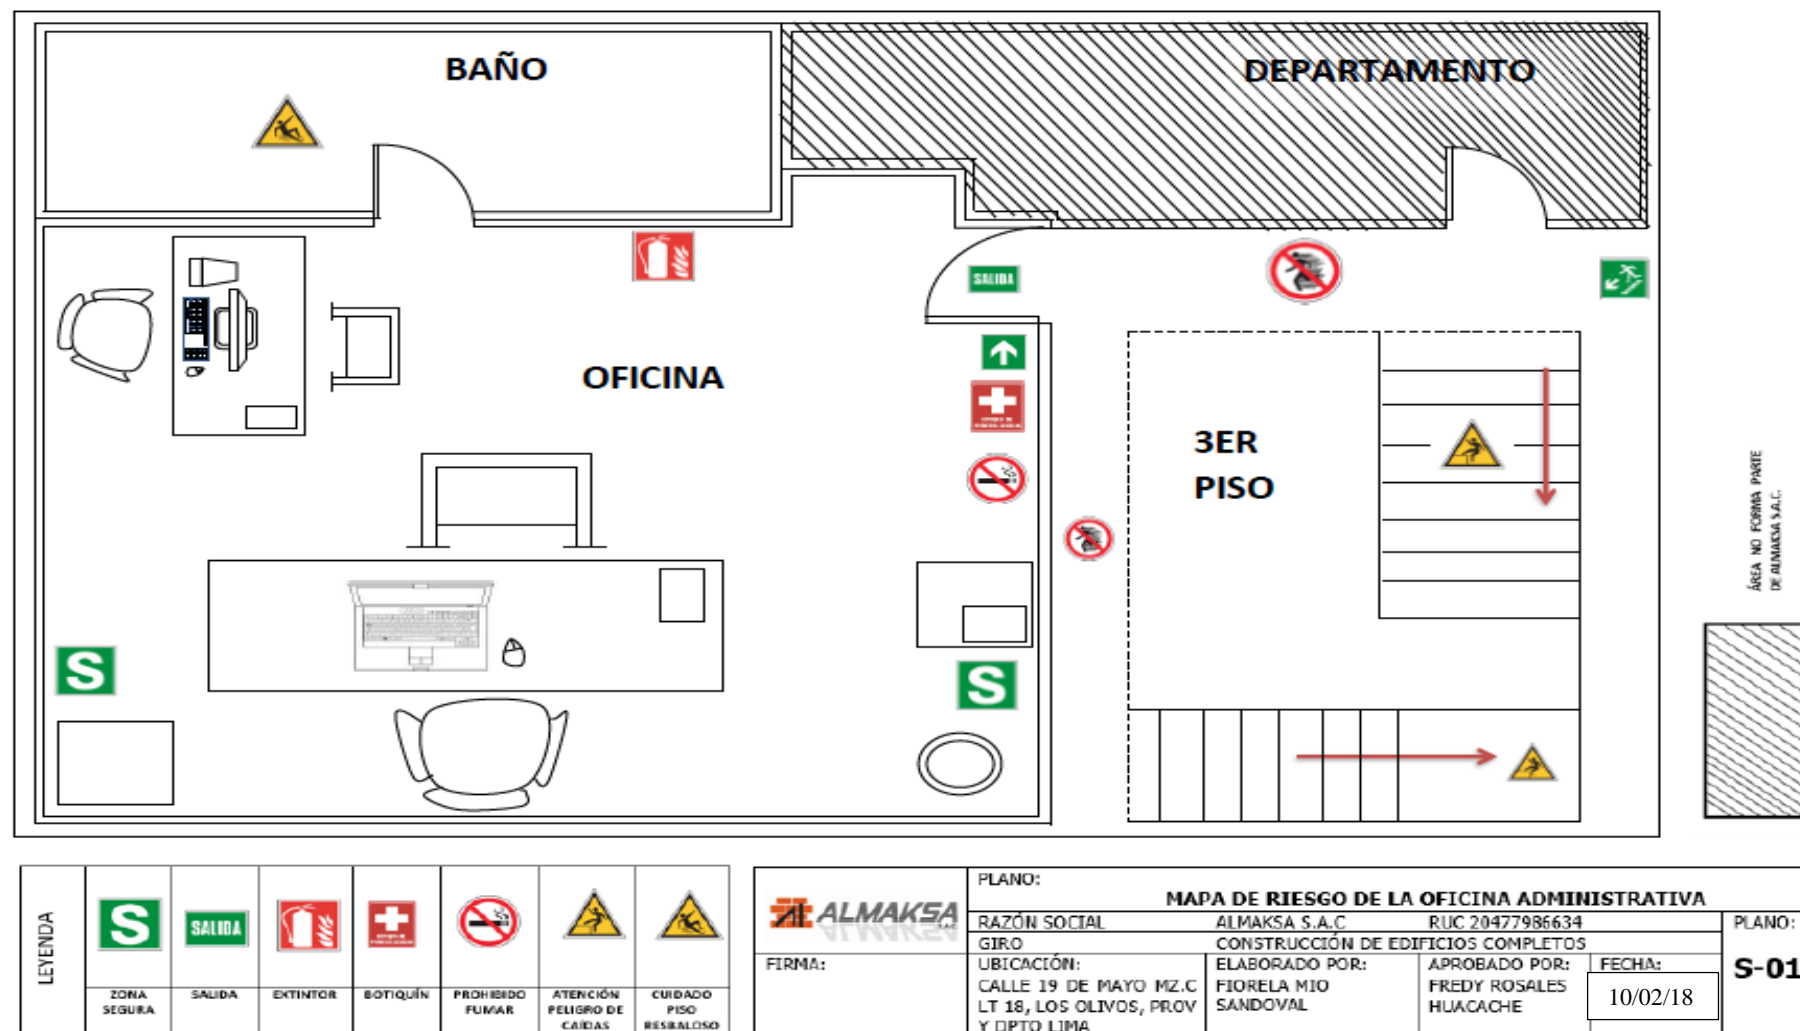 BAÑO
DEPARTAMENTO
SALIDA
OFICINA
3ER
PISO
S
S
ÁREA NO FORMA PARTE
DE ALMAKSA S.A.C.
LEYENDA
S
SALIDA
ZONA
SEGURA
SALIDA
EXTINTOR
BOTIQUÍN
PROHIBIDO
FUMAR
ATENCIÓN
PELIGRO DE
CAÍDAS
CUIDADO
PISO
RESBALOSO
ALMAKSA
FIRMA:
PLANO:
MAPA DE RIESGO DE LA OFICINA ADMINISTRATIVA
RAZÓN SOCIAL ALMAKSA S.A.C RUC 20477986634
GIRO CONSTRUCCIÓN DE EDIFICIOS COMPLETOS
UBICACIÓN:
CALLE 19 DE MAYO MZ.C
LT 18, LOS OLIVOS, PROV
Y DPTO LIMA
ELABORADO POR:
FIORELA MIO
SANDOVAL
APROBADO POR:
FREDY ROSALES
HUACACHE
FECHA:
10/02/18
PLANO:
S-01